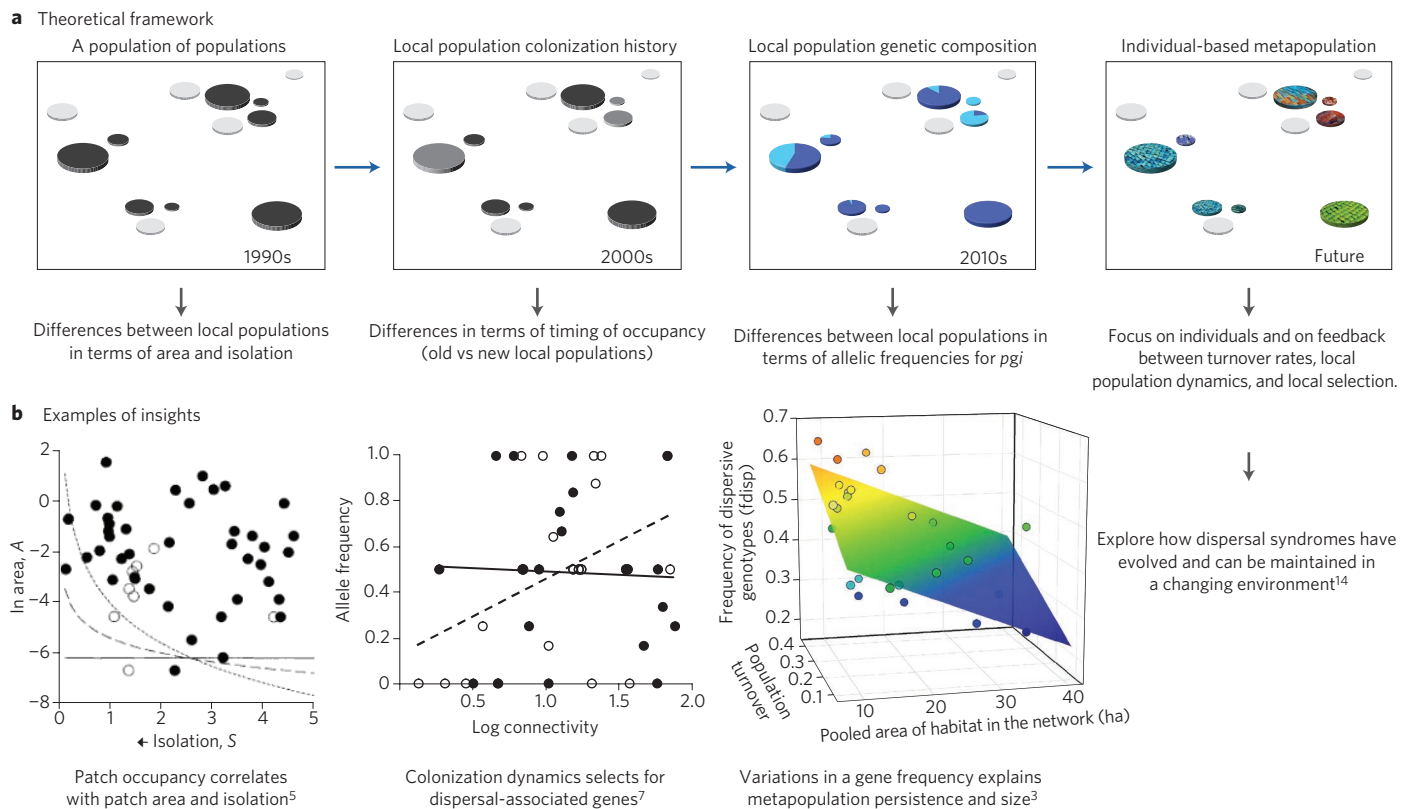 a Theoretical framework
A population of populations
Local population colonization history
Local population genetic composition
Individual-based metapopulation
1990s
2000s
2010s
Future
Differences between local populations
in terms of area and isolation
Differences in terms of timing of occupancy
(old vs new local populations)
Differences between local populations in
terms of allelic frequencies for pgi
Focus on individuals and on feedback
between turnover rates, local
population dynamics, and local selection.
b Examples of insights
2
0
−2
−4
−6
−8
ln area, A
0 1 2 3 4 5
← Isolation, S
Patch occupancy correlates
with patch area and isolation5
1.0
0.8
0.6
0.4
0.2
0
Allele frequency
0.5 1.0 1.5 2.0
Log connectivity
Colonization dynamics selects for
dispersal-associated genes7
0.7
0.6
0.5
0.4
0.3
0.2
Frequency of dispersive
genotypes (fdisp)
0.4
0.3
0.2
0.1
Population
turnover
10 20 30 40
Pooled area of habitat in the network (ha)
Variations in a gene frequency explains
metapopulation persistence and size3
Explore how dispersal syndromes have
evolved and can be maintained in
a changing environment14